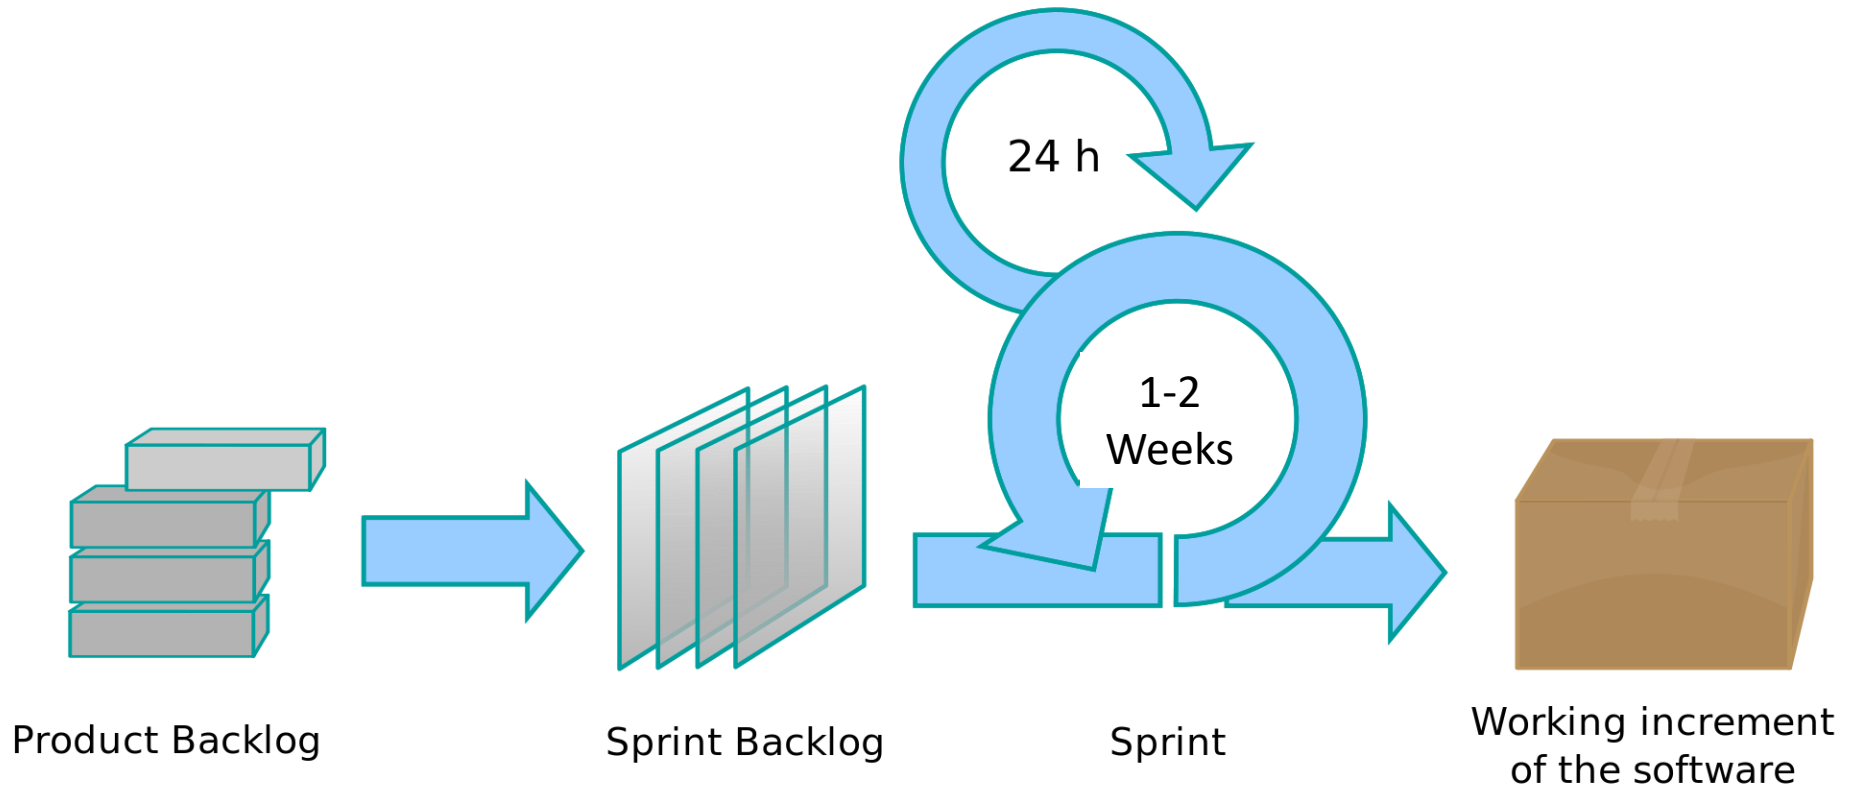 24 h
1-2
Weeks
Product Backlog
Sprint Backlog
Sprint
Working increment
of the software